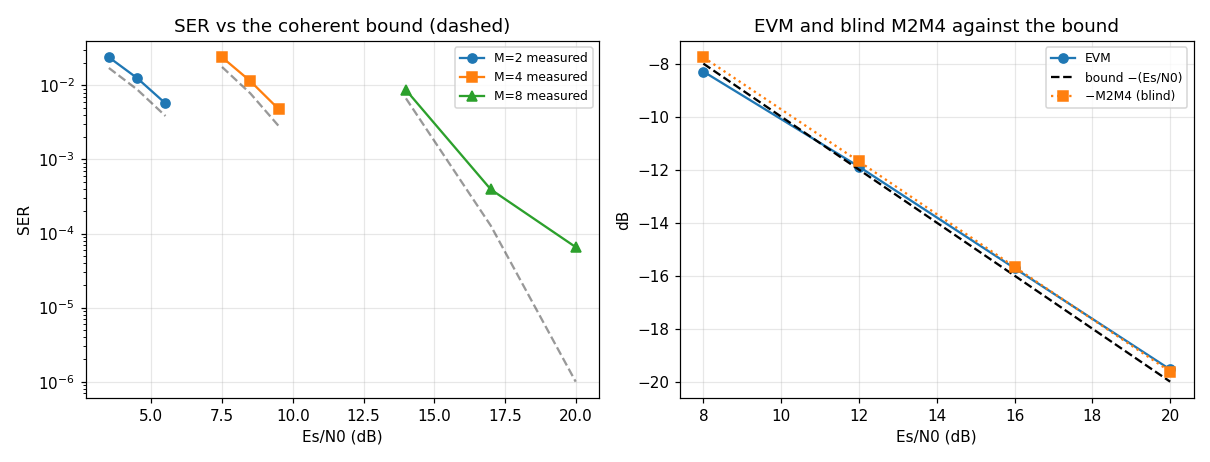 SER vs the coherent bound (dashed)
M=2 measured
M=4 measured
M=8 measured
10⁻²
10⁻³
10⁻⁴
10⁻⁵
10⁻⁶
SER
5.0 7.5 10.0 12.5 15.0 17.5 20.0
Es/N0 (dB)
EVM and blind M2M4 against the bound
EVM
bound −(Es/N0)
−M2M4 (blind)
−8
−10
−12
−14
−16
−18
−20
dB
8 10 12 14 16 18 20
Es/N0 (dB)